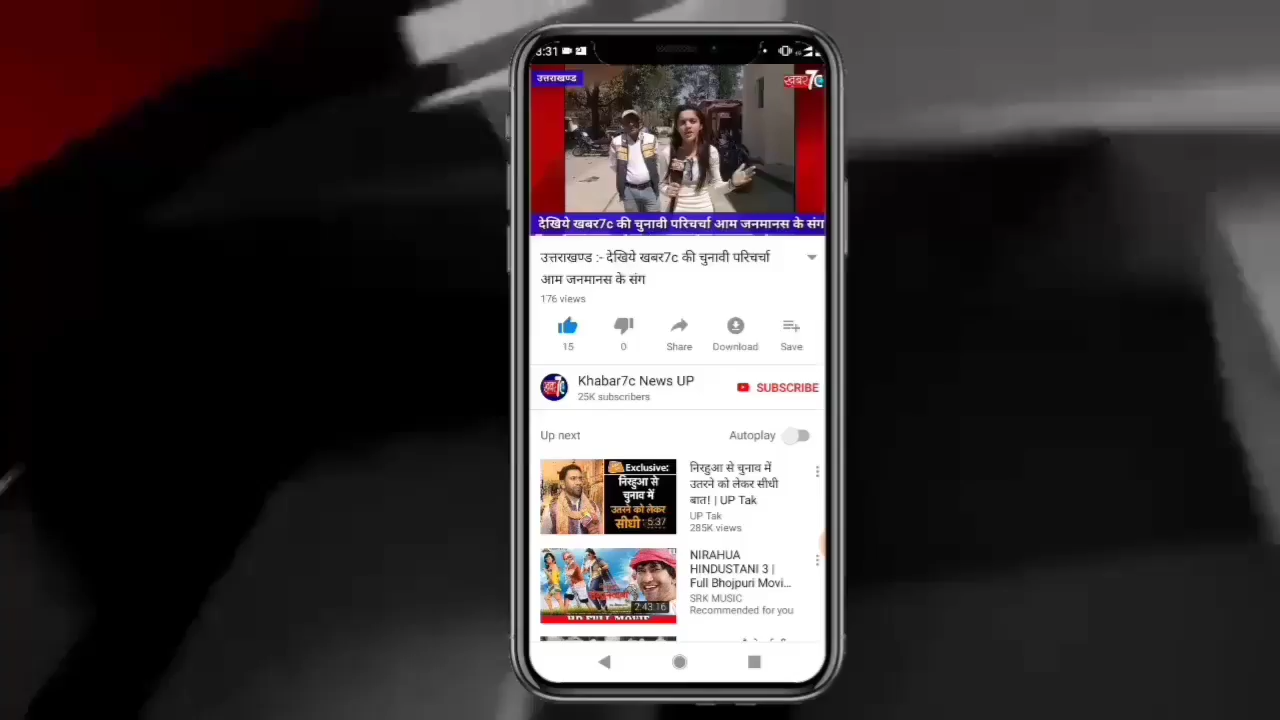 3:31
उत्तराखण्ड
खबर7c
देखिये खबर7c की चुनावी परिचर्चा आम जनमानस के संग
उत्तराखण्ड :- देखिये खबर7c की चुनावी परिचर्चा
आम जनमानस के संग
176 views
15
0
Share
Download
Save
Khabar7c News UP
25K subscribers
SUBSCRIBE
Up next
Autoplay
Exclusive:
निरहुआ से
चुनाव में
उतरने को लेकर
सीधी
5:37
निरहुआ से चुनाव में
उतरने को लेकर सीधी
बात! | UP Tak
UP Tak
285K views
2:43:16
HD FULL MOVIE
NIRAHUA
HINDUSTANI 3 |
Full Bhojpuri Movi...
SRK MUSIC
Recommended for you